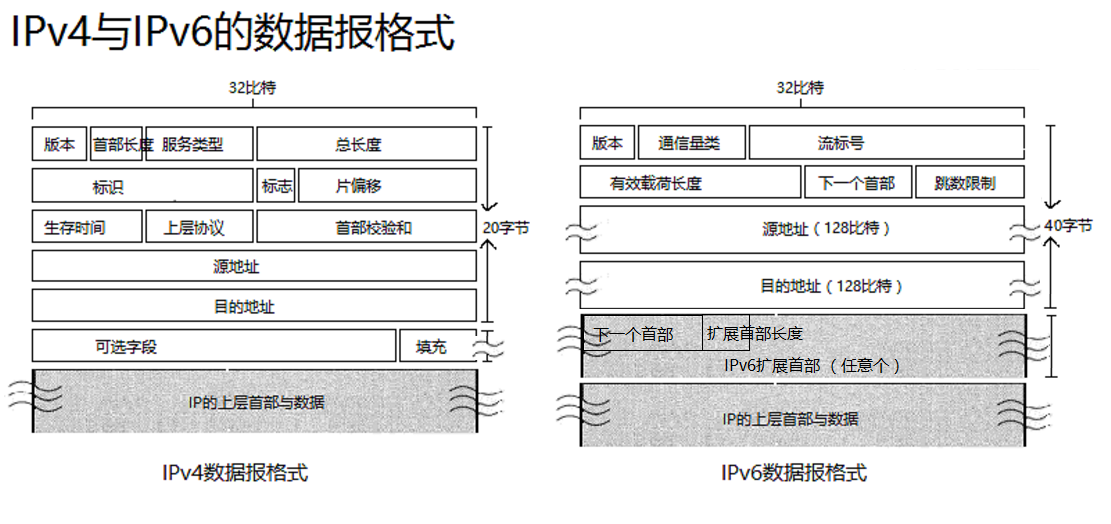 IPv4与IPv6的数据报格式
32比特
版本 首部长度 服务类型 总长度
标识 标志 片偏移
生存时间 上层协议 首部校验和
20字节
源地址
目的地址
可选字段 填充
IP的上层首部与数据
IPv4数据报格式
32比特
版本 通信量类 流标号
有效载荷长度 下一个首部 跳数限制
源地址（128比特）
40字节
目的地址（128比特）
下一个首部 扩展首部长度
IPv6扩展首部 （任意个）
IP的上层首部与数据
IPv6数据报格式